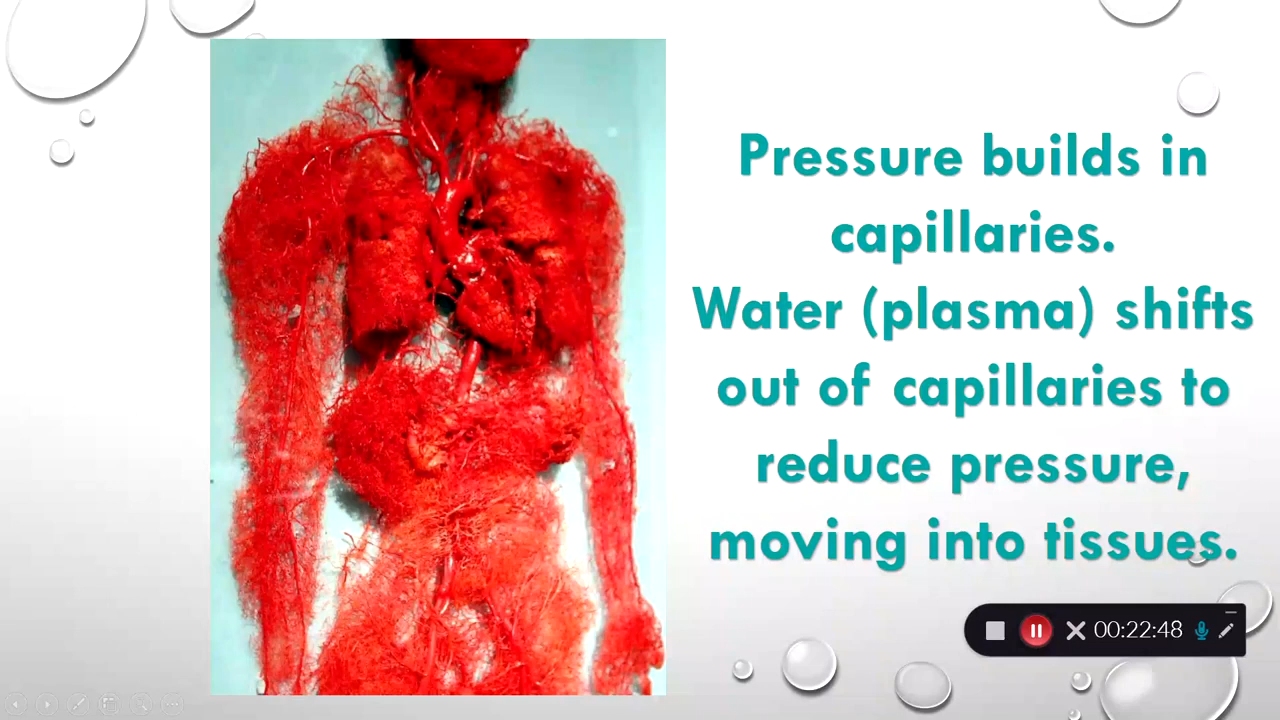 Pressure builds in
capillaries.
Water (plasma) shifts
out of capillaries to
reduce pressure,
moving into tissues.
00:22:48